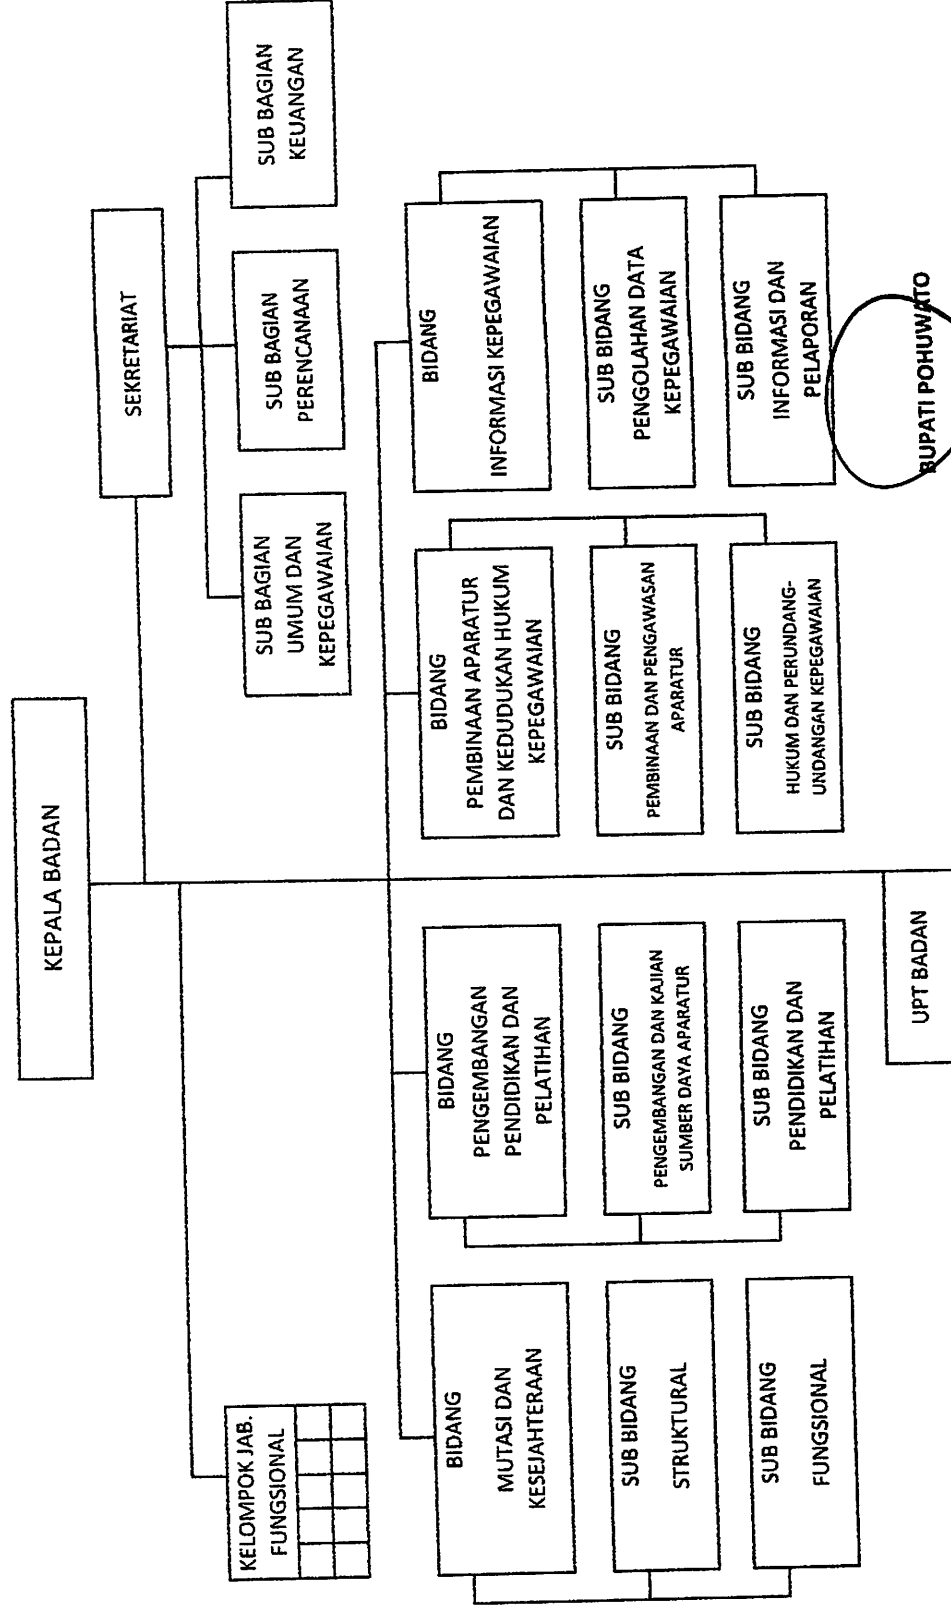 KEPALA BADAN
SEKRETARIAT
KELOMPOK JAB.
FUNGSIONAL
SUB BAGIAN
UMUM DAN
KEPEGAWAIAN
SUB BAGIAN
PERENCANAAN
SUB BAGIAN
KEUANGAN
BIDANG
MUTASI DAN
KESEJAHTERAAN
BIDANG
PENGEMBANGAN
PENDIDIKAN DAN
PELATIHAN
BIDANG
PEMBINAAN APARATUR
DAN KEDUDUKAN HUKUM
KEPEGAWAIAN
BIDANG
INFORMASI KEPEGAWAIAN
SUB BIDANG
STRUKTURAL
SUB BIDANG
PENGEMBANGAN DAN KAJIAN
SUMBER DAYA APARATUR
SUB BIDANG
PEMBINAAN DAN PENGAWASAN
APARATUR
SUB BIDANG
PENGOLAHAN DATA
KEPEGAWAIAN
SUB BIDANG
FUNGSIONAL
SUB BIDANG
PENDIDIKAN DAN
PELATIHAN
SUB BIDANG
HUKUM DAN PERUNDANG-
UNDANGAN KEPEGAWAIAN
SUB BIDANG
INFORMASI DAN
PELAPORAN
UPT BADAN
BUPATI POHUWATO